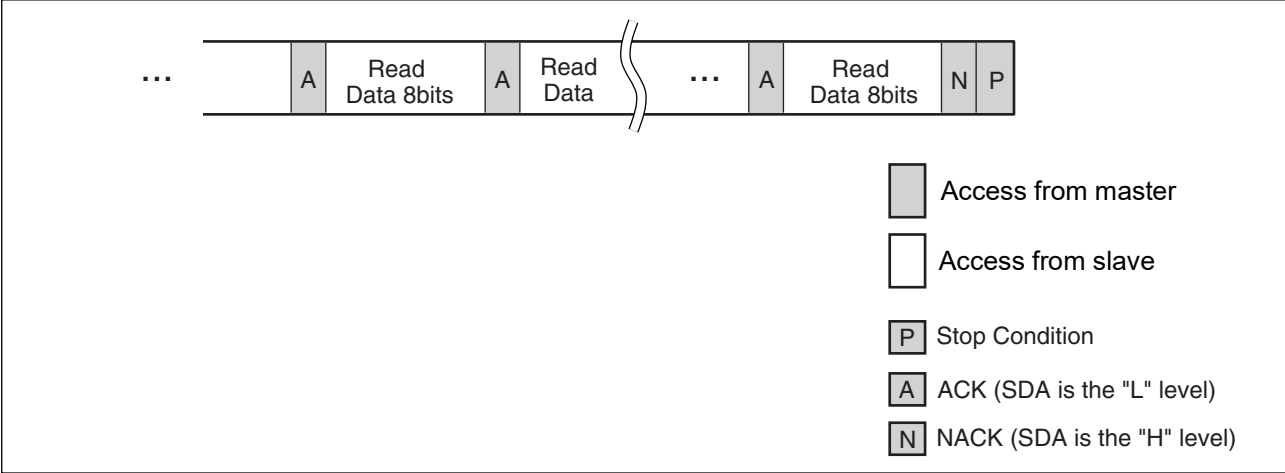 ... A Read A Read ... A Read N P
Data 8bits Data Data 8bits
Access from master
Access from slave
P Stop Condition
A ACK (SDA is the "L" level)
N NACK (SDA is the "H" level)